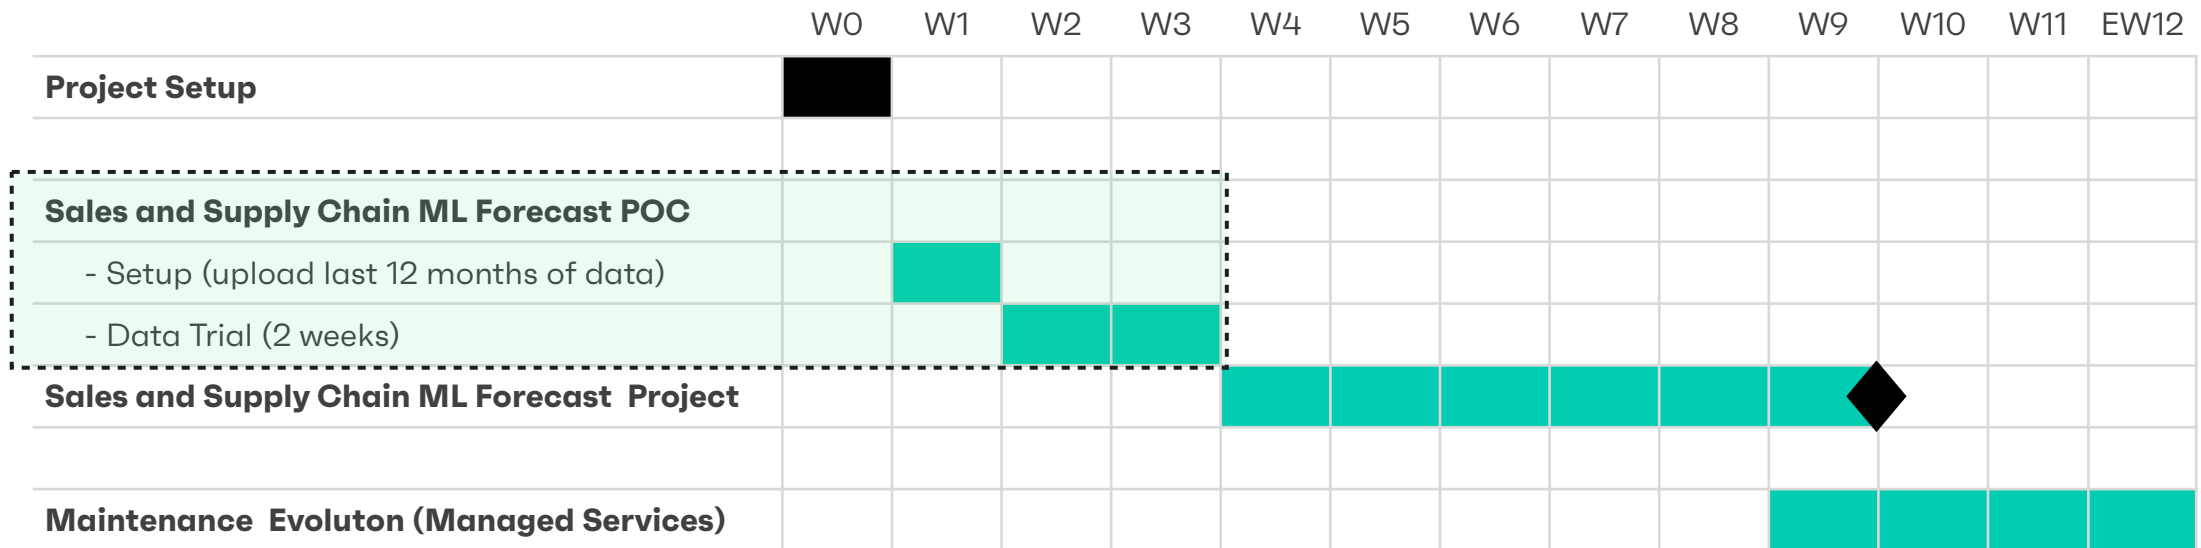 W0 W1 W2 W3 W4 W5 W6 W7 W8 W9 W10 W11 EW12
Project Setup
Sales and Supply Chain ML Forecast POC
- Setup (upload last 12 months of data)
- Data Trial (2 weeks)
Sales and Supply Chain ML Forecast  Project
Maintenance  Evoluton (Managed Services)